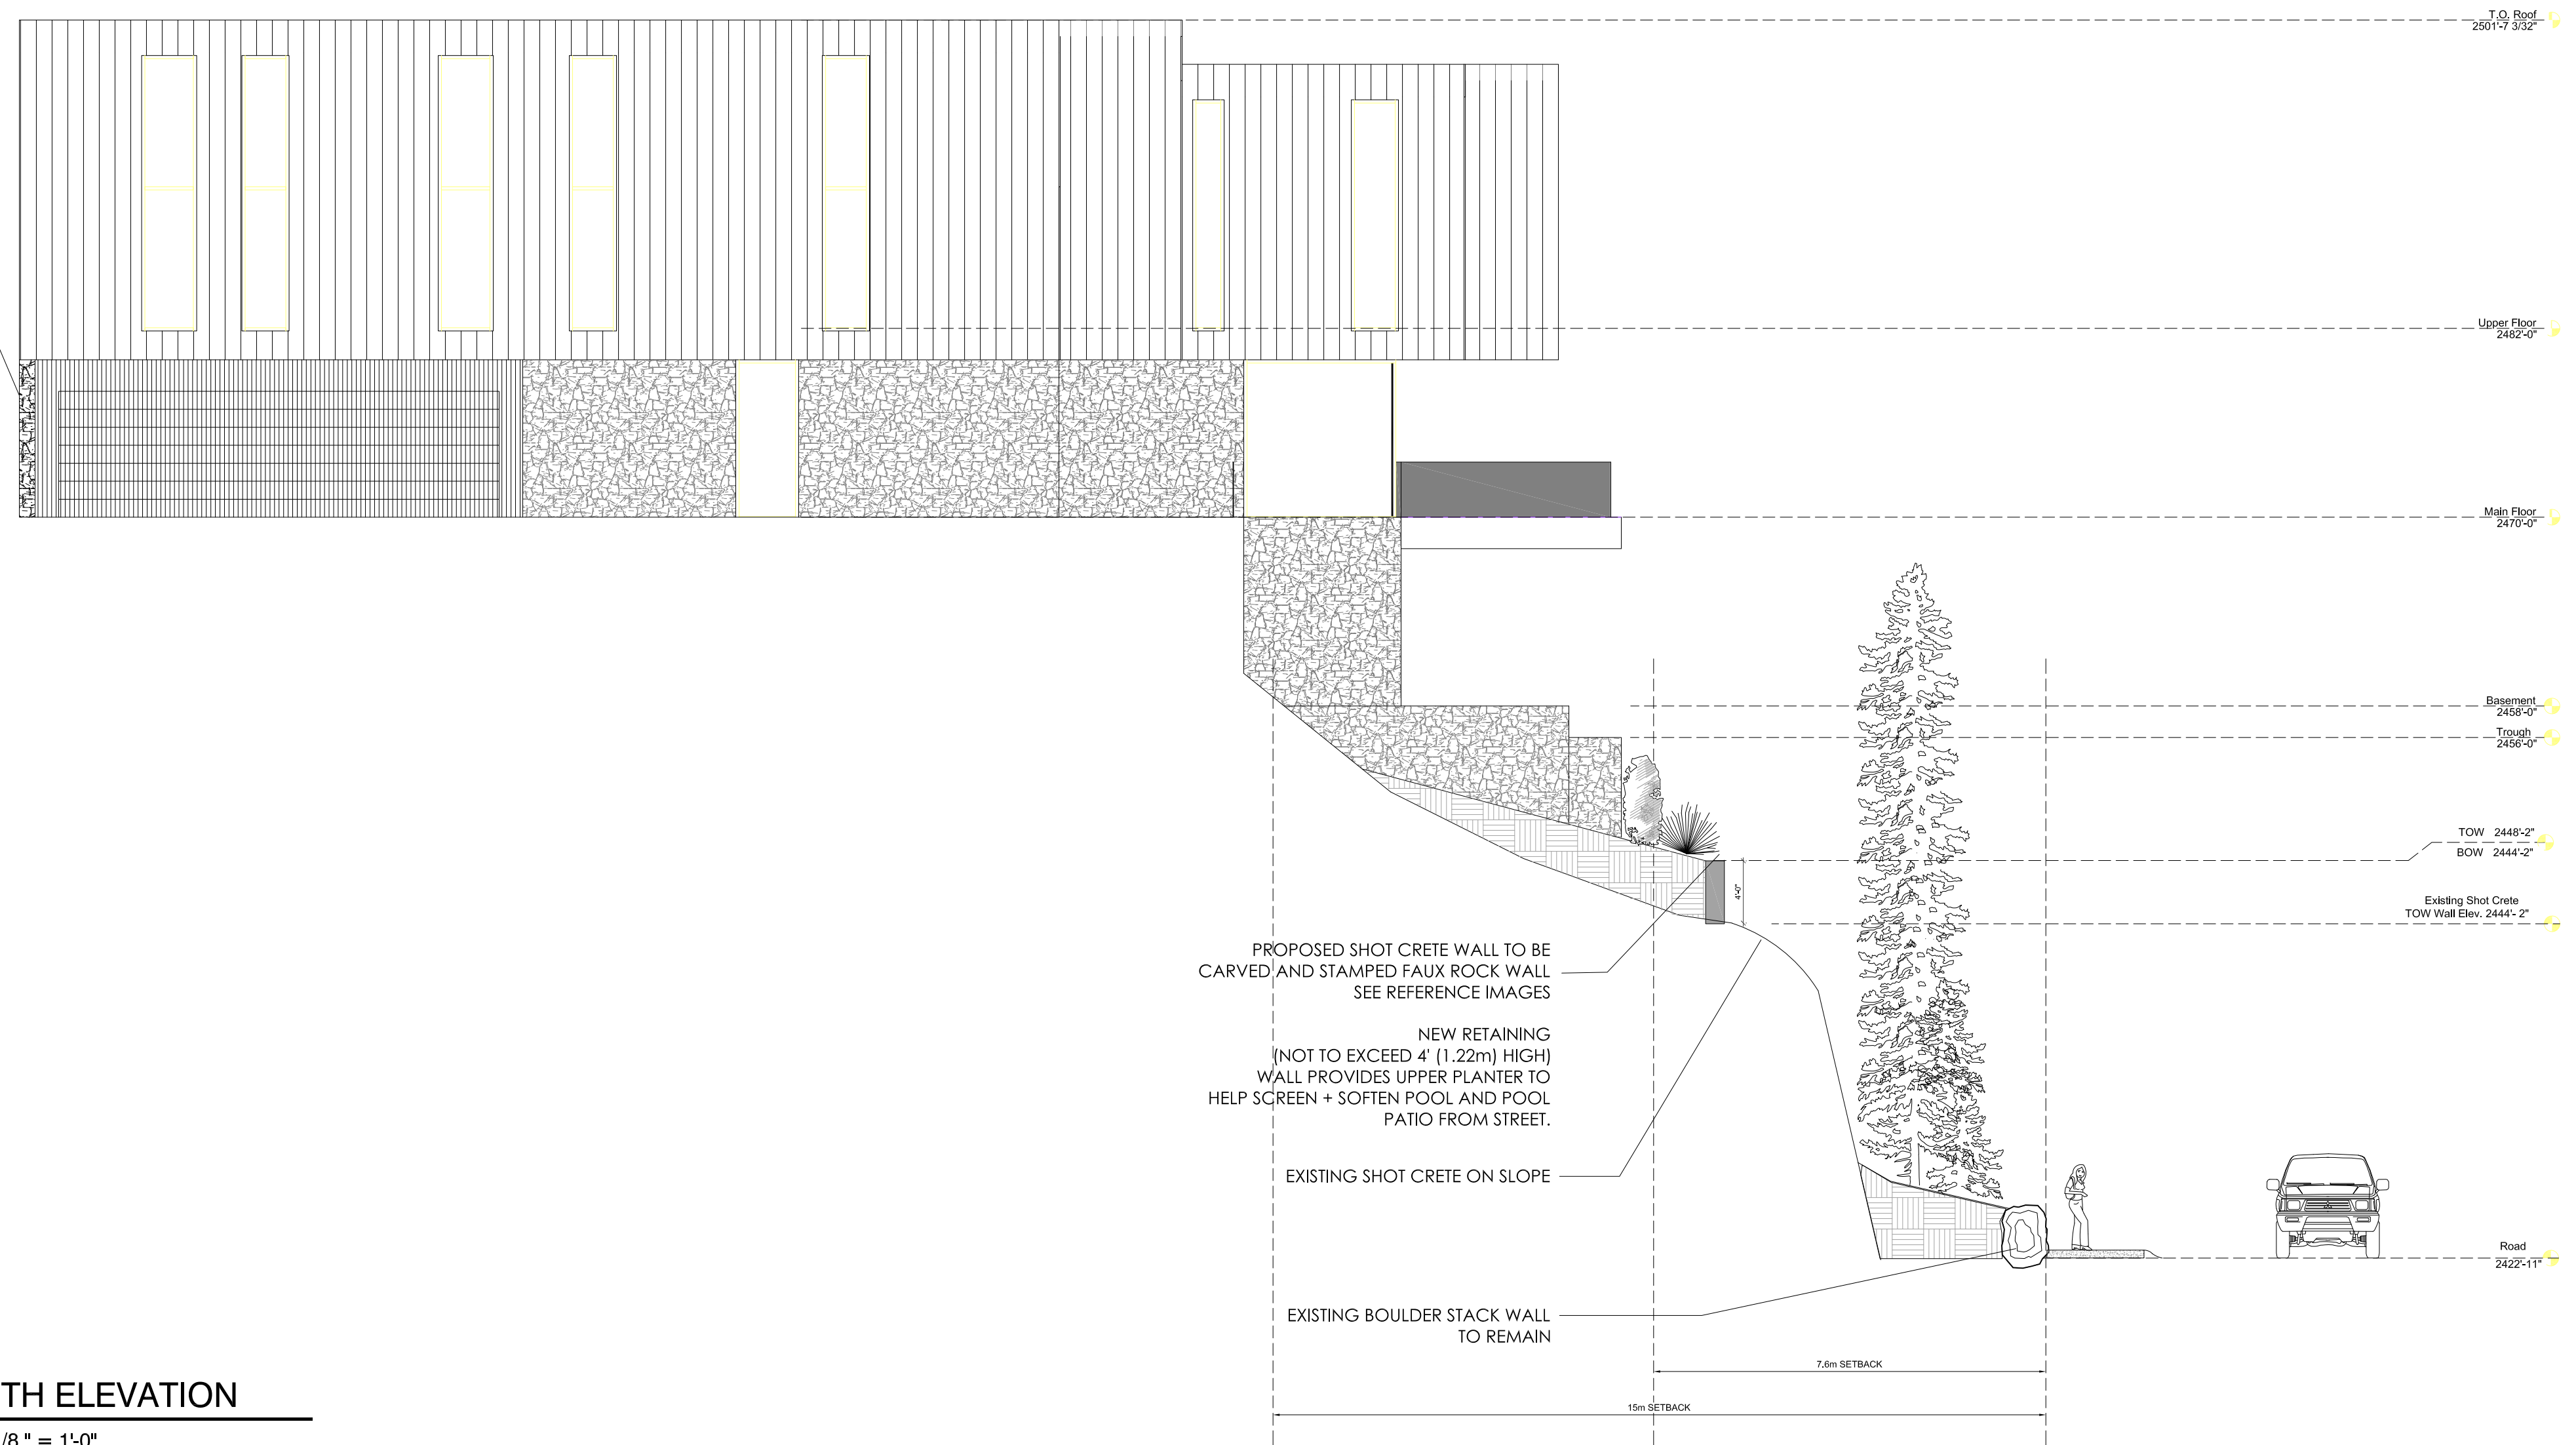 T.O. Roof
2501'-7 3/32"
Upper Floor
2482'-0"
Main Floor
2470'-0"
Basement
2458'-0"
Trough
2456'-0"
TOW 2448'-2"
BOW 2444'-2"
4'-0"
Existing Shot Crete
TOW Wall Elev. 2444'- 2"
PROPOSED SHOT CRETE WALL TO BE
CARVED AND STAMPED FAUX ROCK WALL
SEE REFERENCE IMAGES
NEW RETAINING
(NOT TO EXCEED 4' (1.22m) HIGH)
WALL PROVIDES UPPER PLANTER TO
HELP SCREEN + SOFTEN POOL AND POOL
PATIO FROM STREET.
EXISTING SHOT CRETE ON SLOPE
Road
2422'-11"
EXISTING BOULDER STACK WALL
TO REMAIN
7.6m SETBACK
15m SETBACK
TH ELEVATION
/8 " = 1'-0"